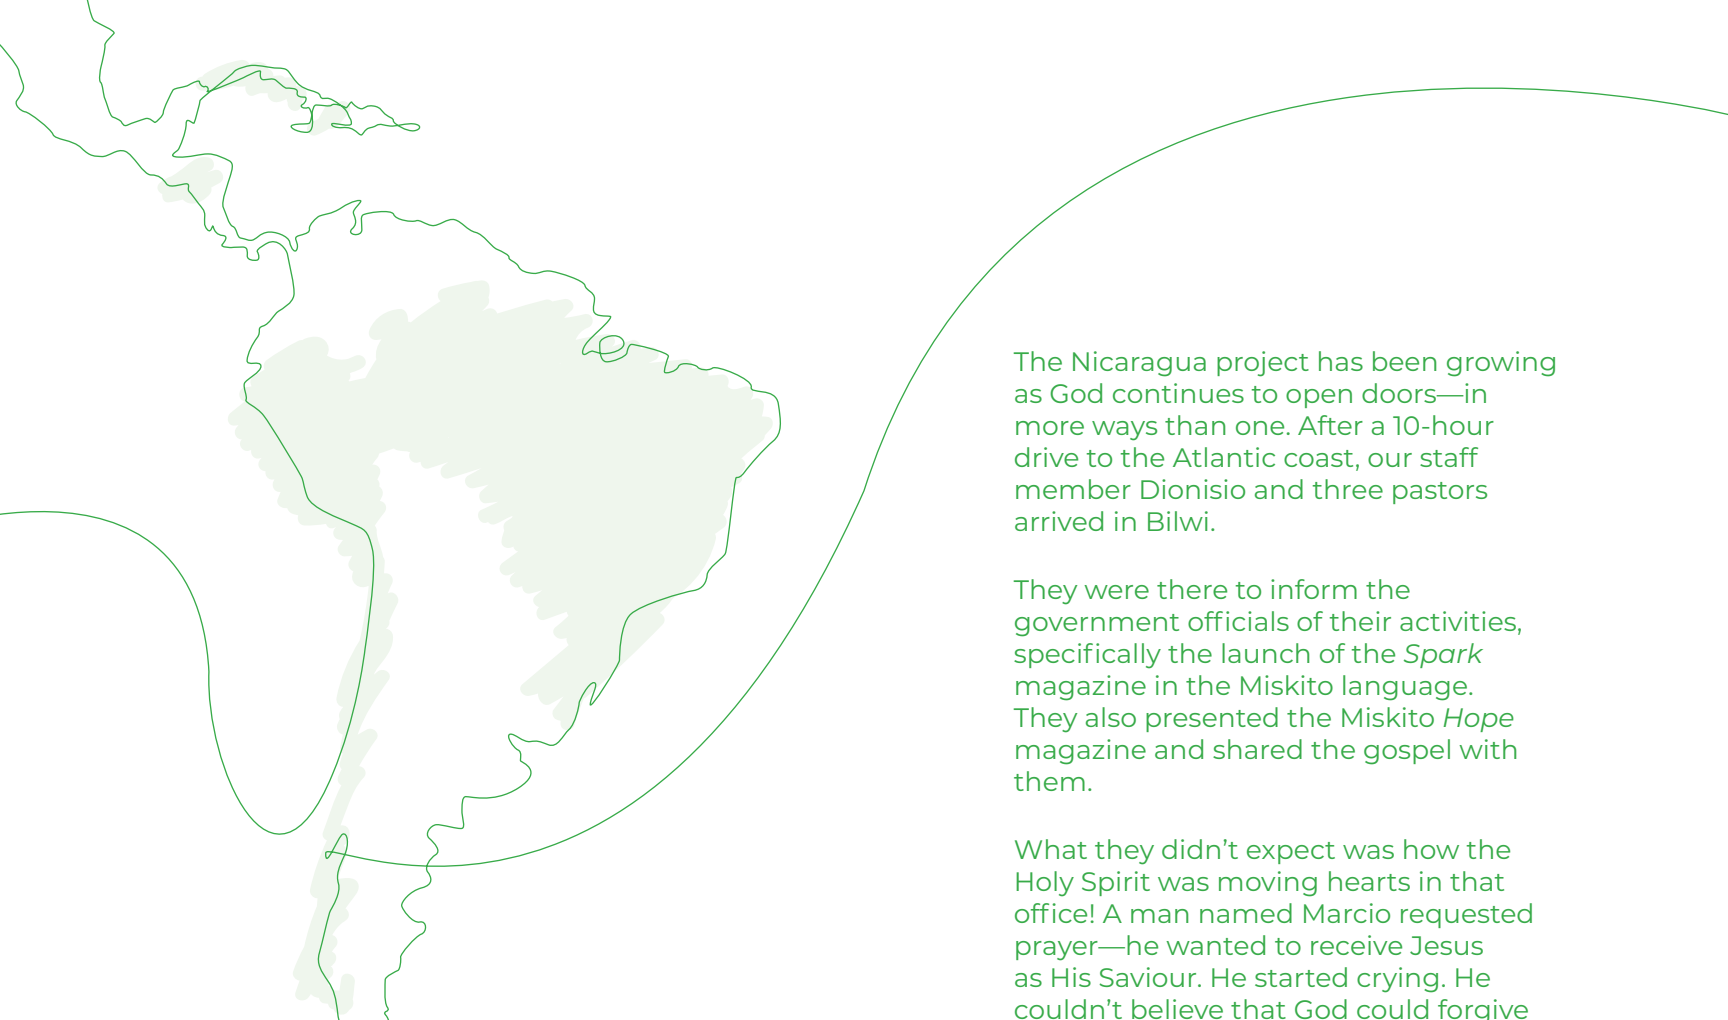 The Nicaragua project has been growing
as God continues to open doors—in
more ways than one. After a 10-hour
drive to the Atlantic coast, our staff
member Dionisio and three pastors
arrived in Bilwi.
They were there to inform the
government officials of their activities,
specifically the launch of the Spark
magazine in the Miskito language.
They also presented the Miskito Hope
magazine and shared the gospel with
them.
What they didn’t expect was how the
Holy Spirit was moving hearts in that
office! A man named Marcio requested
prayer—he wanted to receive Jesus
as His Saviour. He started crying. He
couldn’t believe that God could forgive